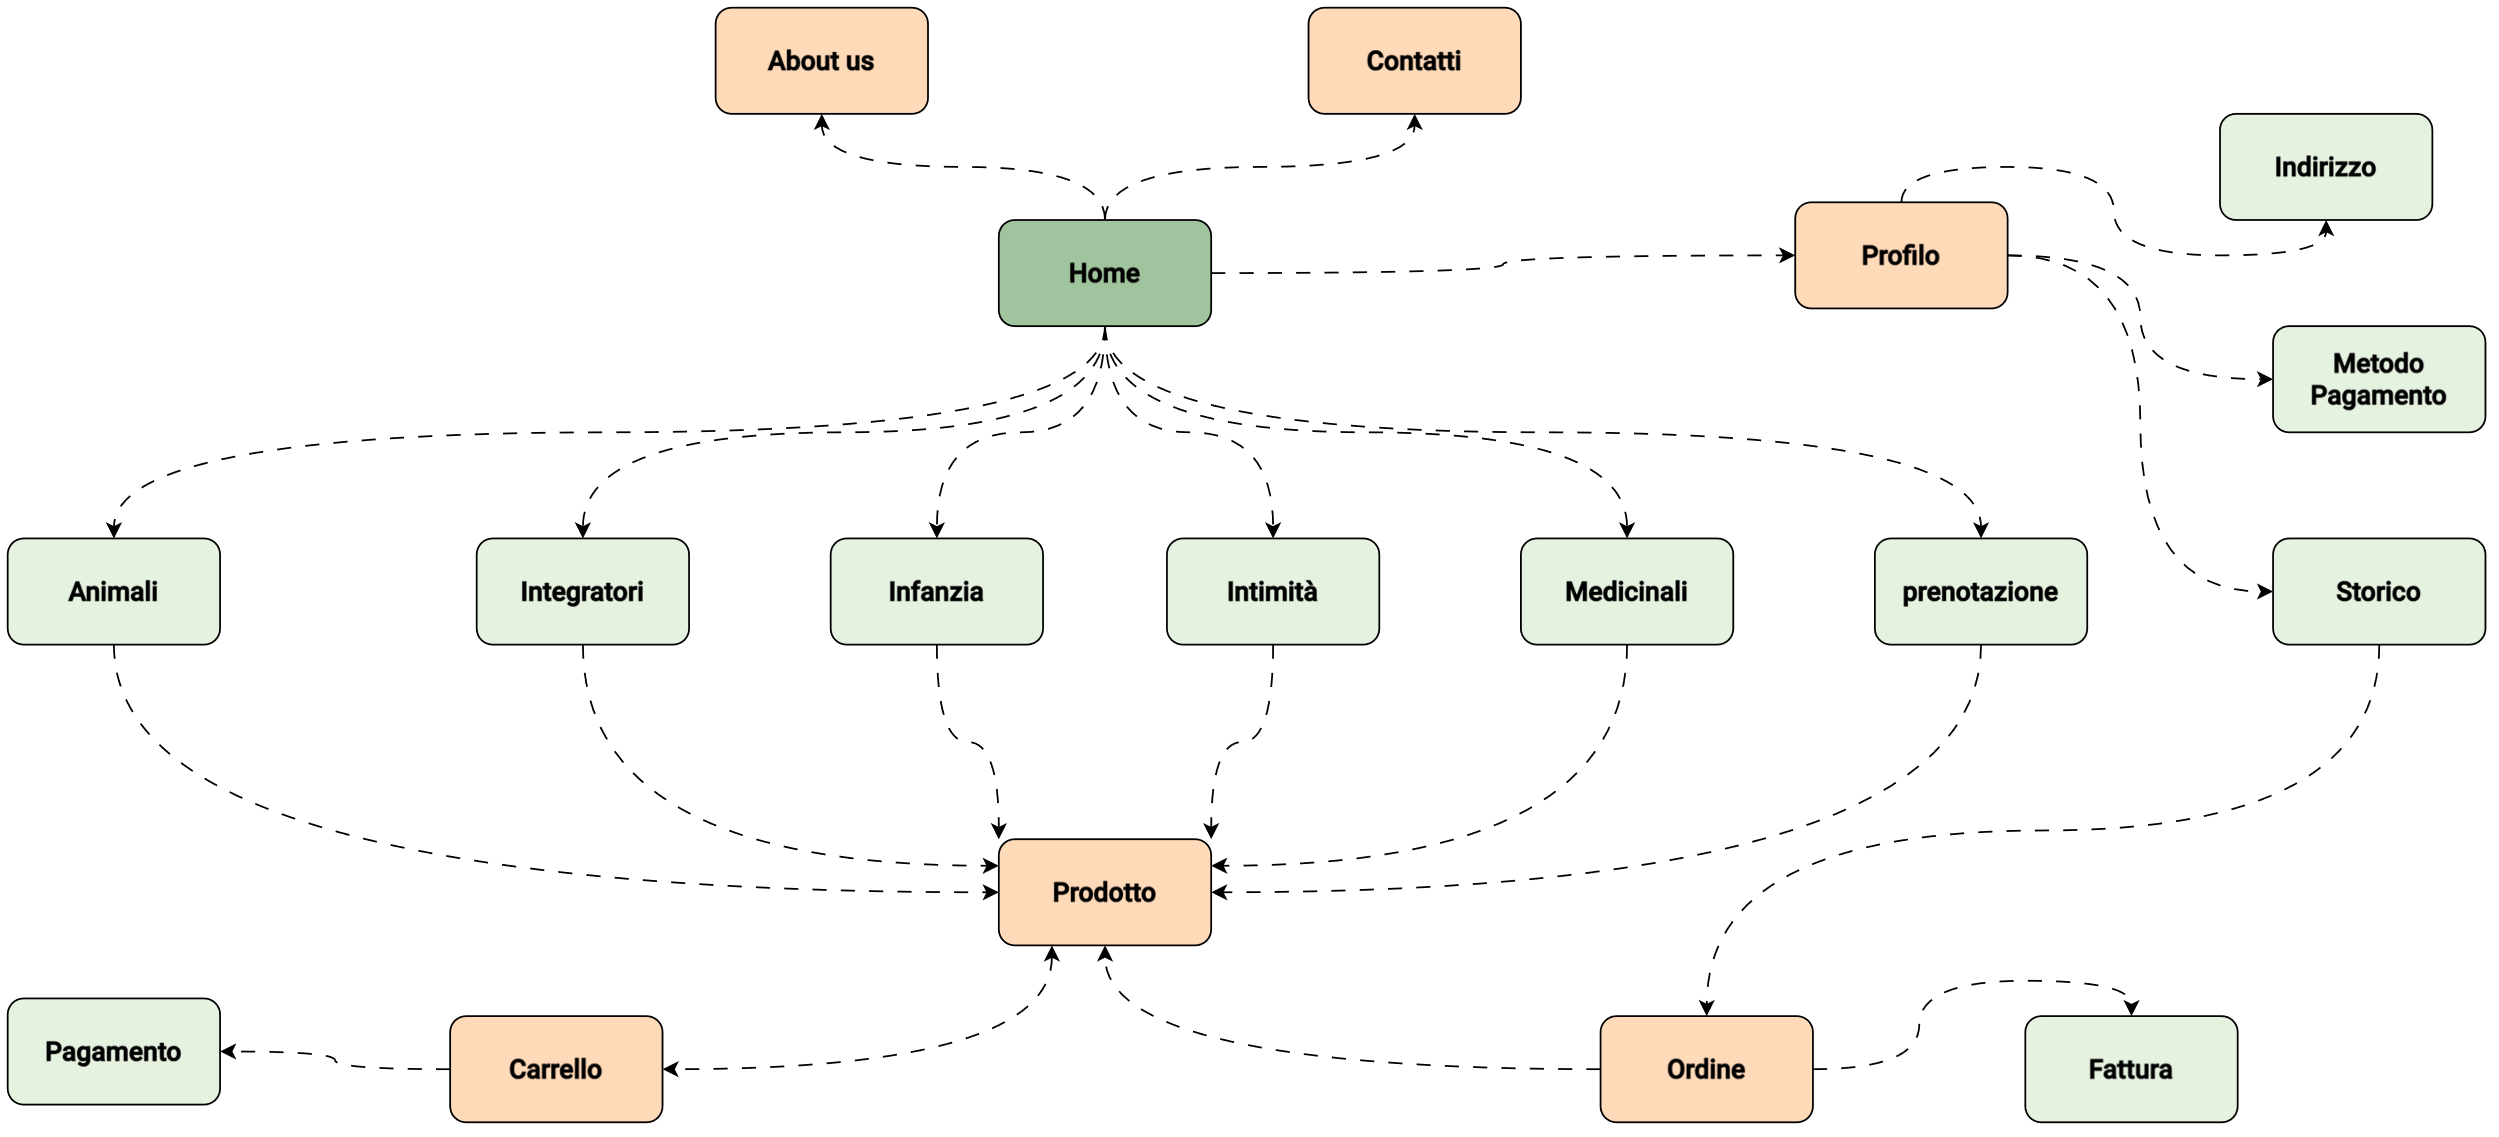 About us
Contatti
Indirizzo
Profilo
Home
Metodo
Pagamento
Animali
Integratori
Infanzia
Intimità
Medicinali
prenotazione
Storico
Prodotto
Pagamento
Carrello
Ordine
Fattura